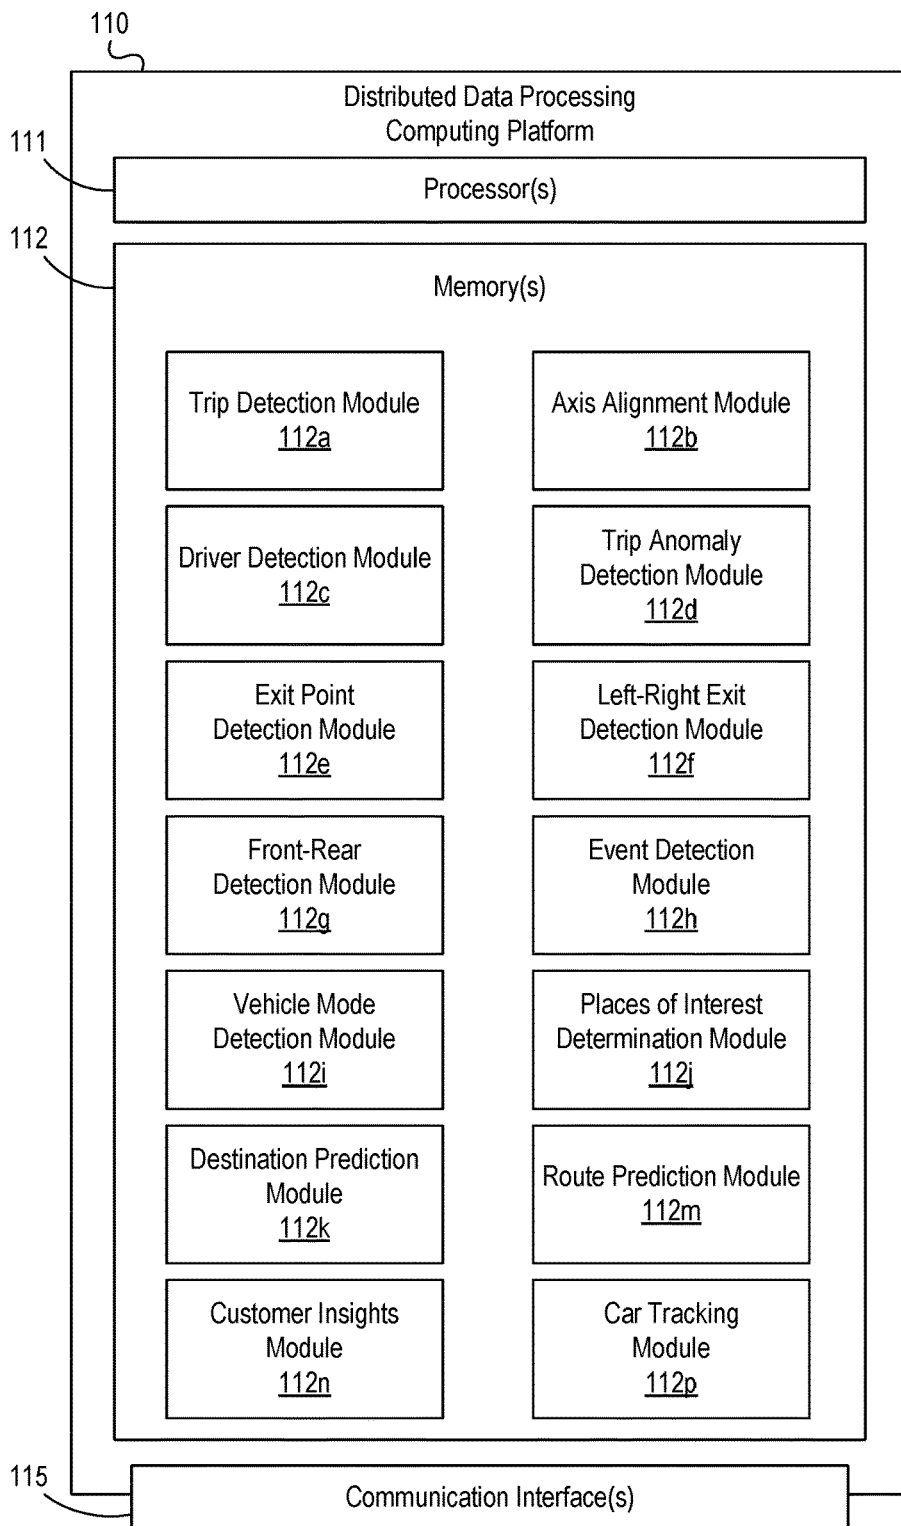 110
Distributed Data Processing
Computing Platform
111
Processor(s)
112
Memory(s)
Trip Detection Module
112a
Axis Alignment Module
112b
Driver Detection Module
112c
Trip Anomaly
Detection Module
112d
Exit Point
Detection Module
112e
Left-Right Exit
Detection Module
112f
Front-Rear
Detection Module
112g
Event Detection
Module
112h
Vehicle Mode
Detection Module
112i
Places of Interest
Determination Module
112j
Destination Prediction
Module
112k
Route Prediction Module
112m
Customer Insights
Module
112n
Car Tracking
Module
112p
115
Communication Interface(s)